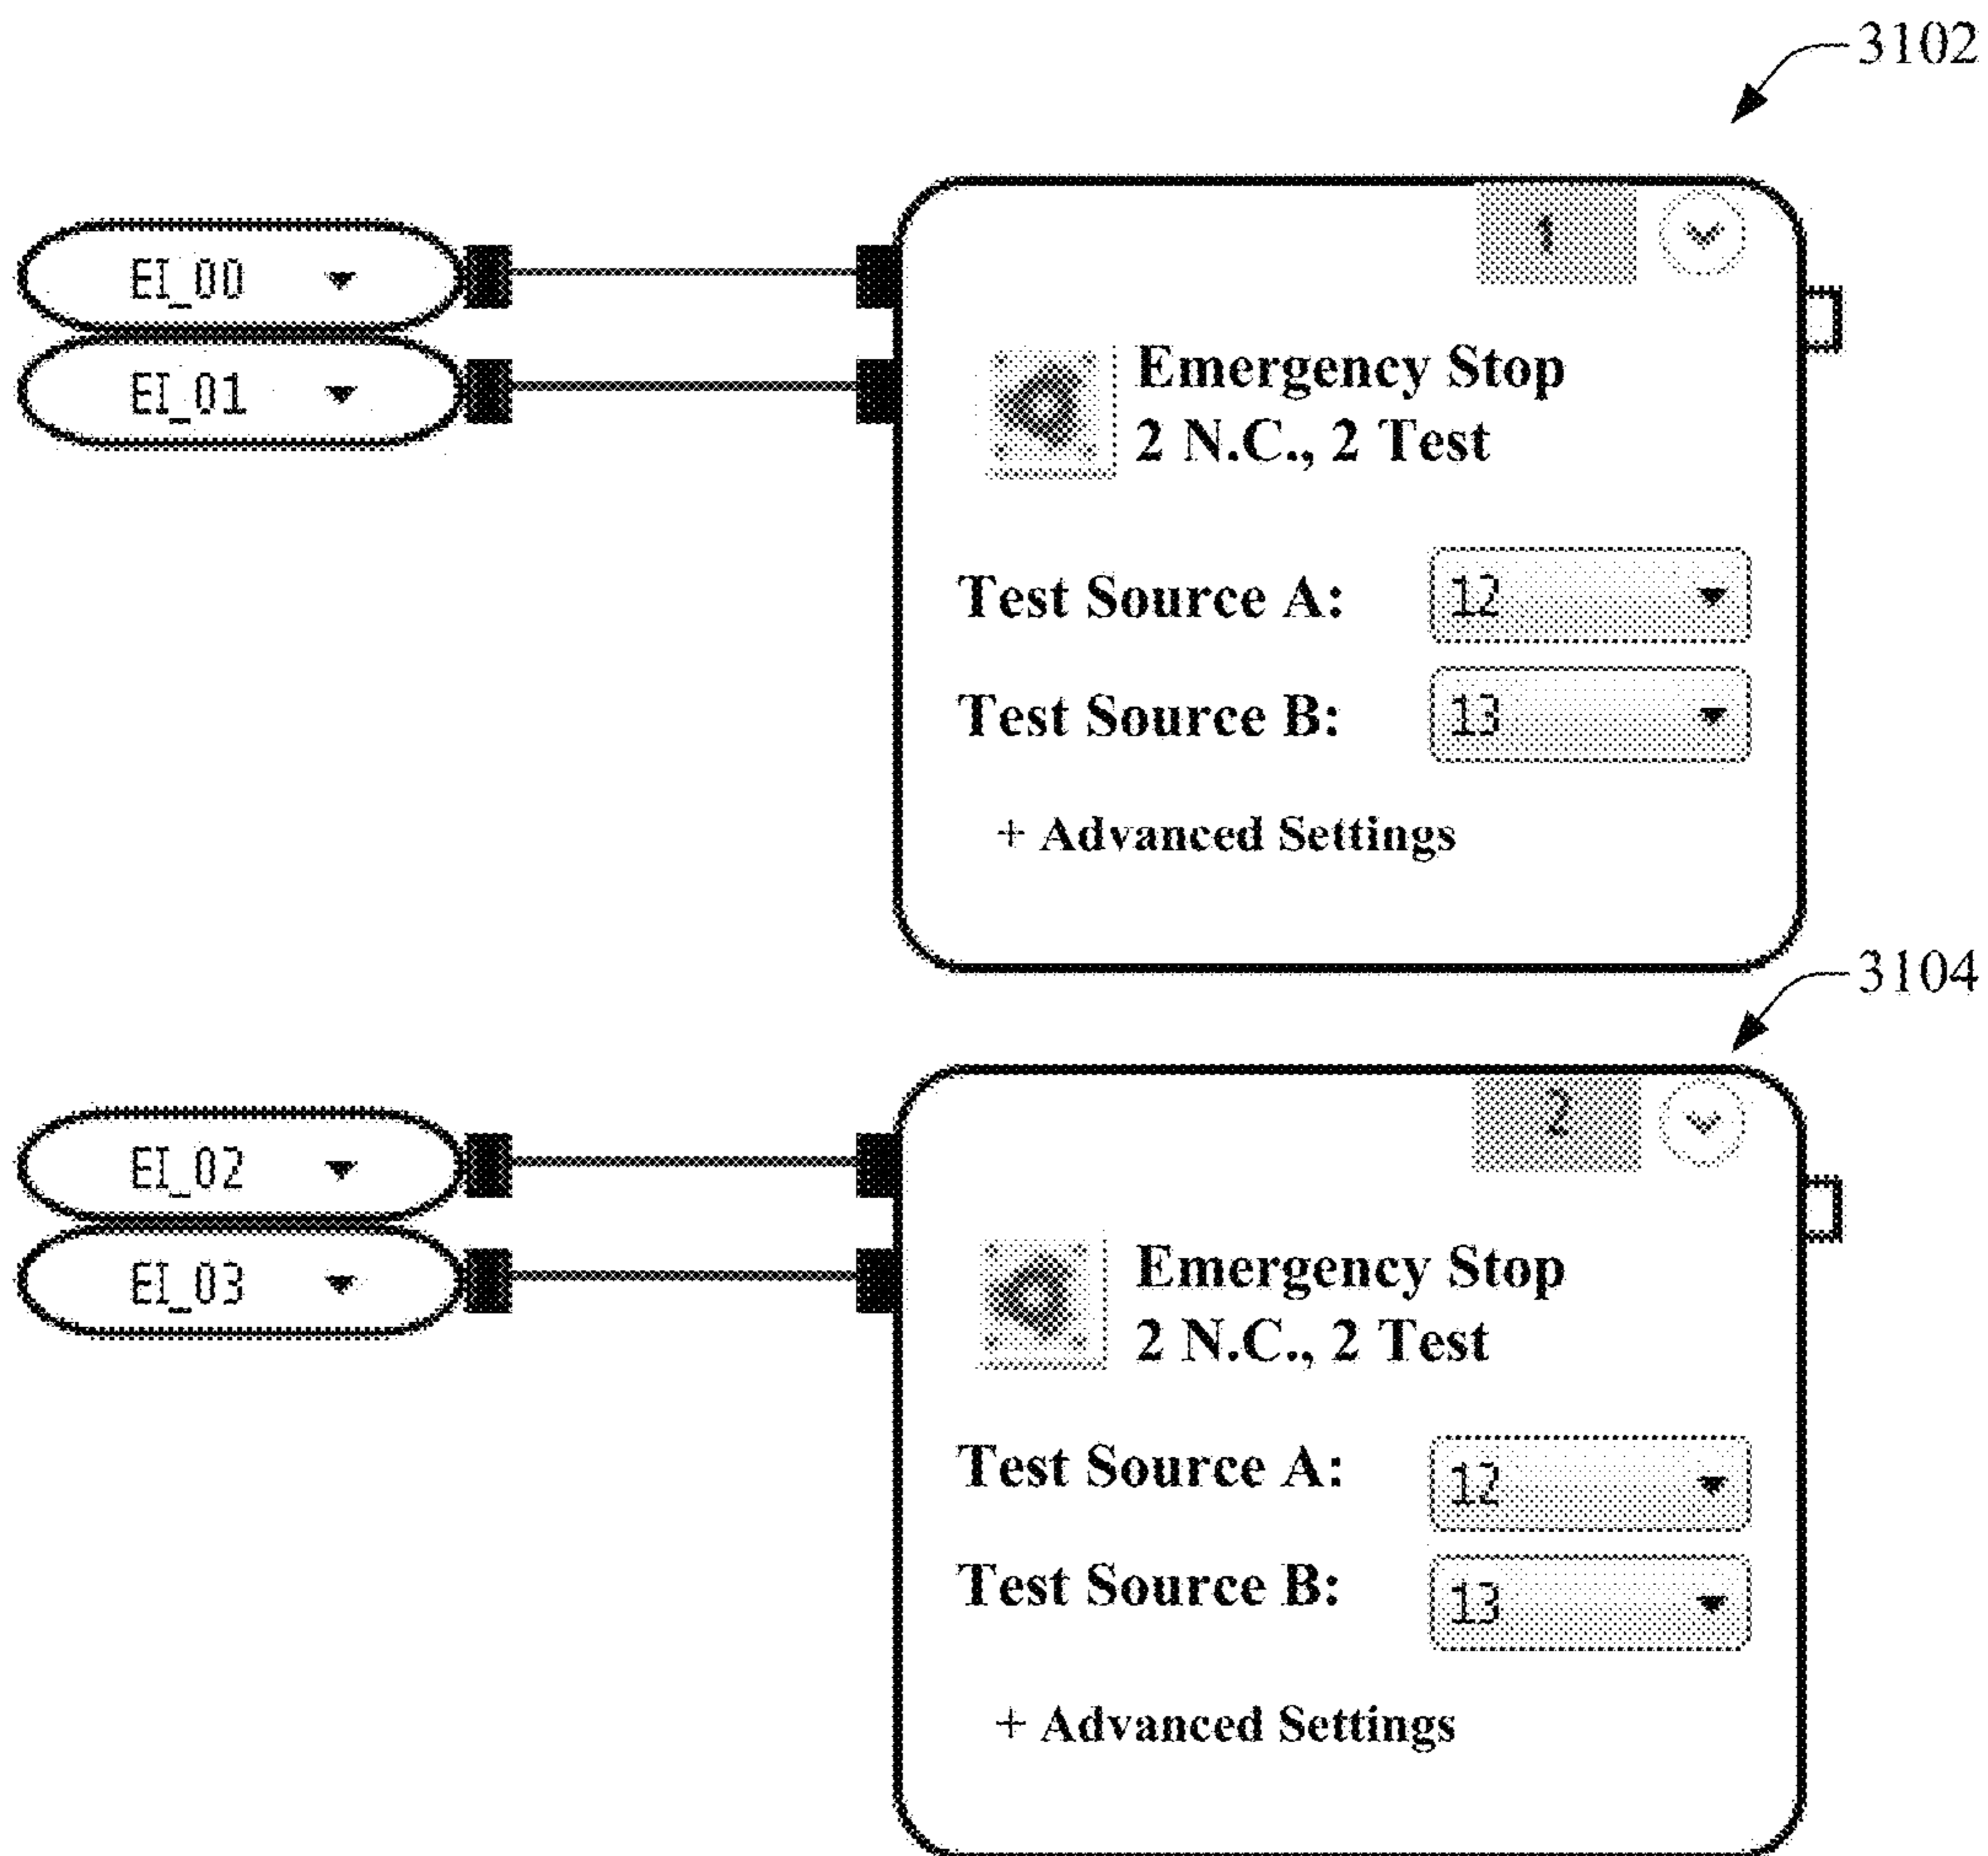 3102
1
EI_00
EI_01
Emergency Stop
2 N.C., 2 Test
Test Source A: 12
Test Source B: 13
+ Advanced Settings
3104
2
EI_02
EI_03
Emergency Stop
2 N.C., 2 Test
Test Source A: 12
Test Source B: 13
+ Advanced Settings